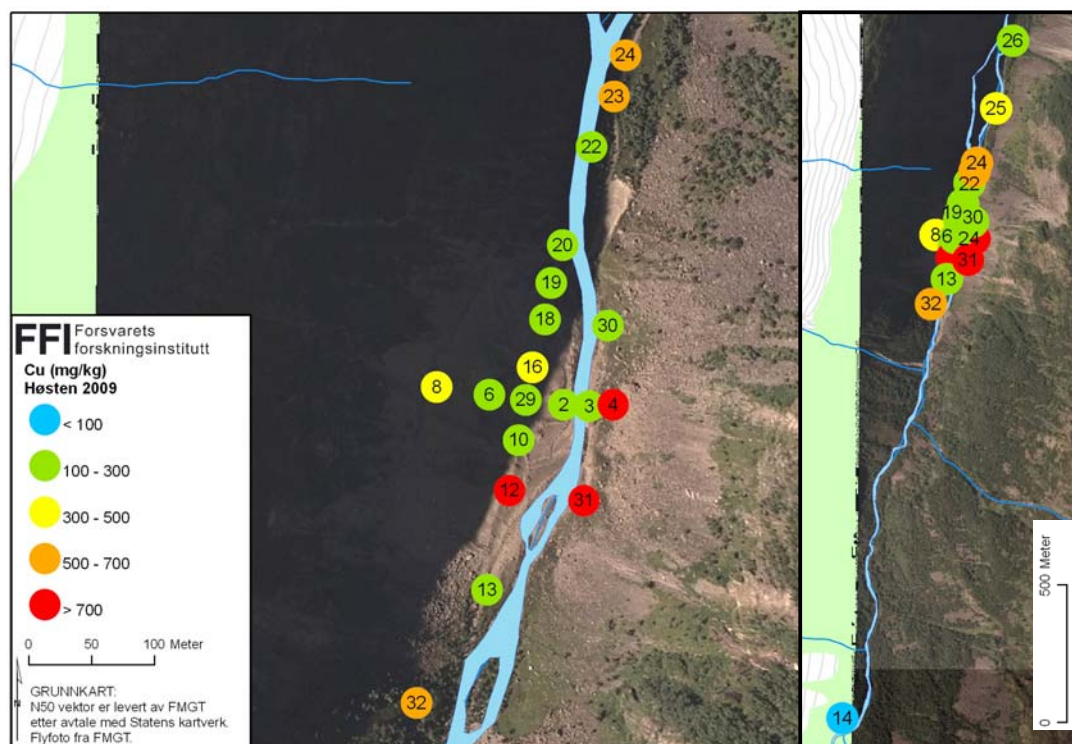 24
23
22
20
19
18
30
16
8
6
29
2
3
4
10
12
31
13
32
FFI Forsvarets
forskningsinstitutt
Cu (mg/kg)
Høsten 2009
< 100
100 - 300
300 - 500
500 - 700
> 700
0 50 100 Meter
N
GRUNNKART:
N50 vektor er levert av FMGT
etter avtale med Statens kartverk.
Flyfoto fra FMGT.
26
25
24
22
19
30
8
6
24
31
13
32
14
500 Meter
0